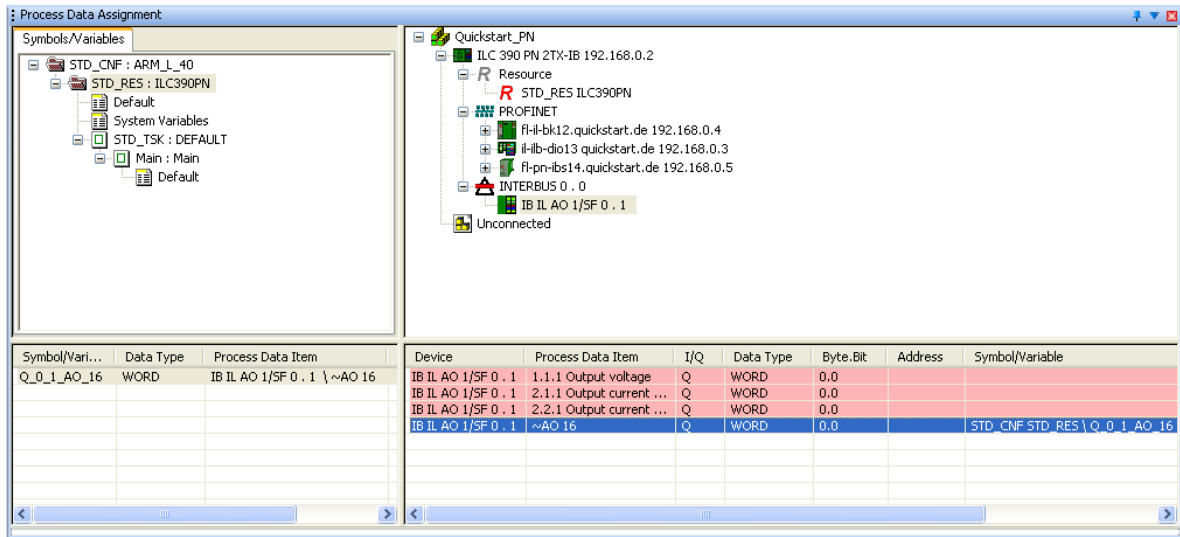 Process Data Assignment
Symbols/Variables
STD_CNF : ARM_L_40
STD_RES : ILC390PN
Default
System Variables
STD_TSK : DEFAULT
Main : Main
Default
Quickstart_PN
ILC 390 PN 2TX-IB 192.168.0.2
R Resource
R STD_RES ILC390PN
PROFINET
fl-il-bk12.quickstart.de 192.168.0.4
il-ilb-dio13 quickstart.de 192.168.0.3
fl-pn-ibs14.quickstart.de 192.168.0.5
INTERBUS 0 . 0
IB IL AO 1/SF 0 . 1
Unconnected
Symbol/Vari... Data Type Process Data Item
Q_0_1_AO_16 WORD IB IL AO 1/SF 0 . 1 \ ~AO 16
Device Process Data Item I/Q Data Type Byte.Bit Address Symbol/Variable
IB IL AO 1/SF 0 . 1 1.1.1 Output voltage Q WORD 0.0
IB IL AO 1/SF 0 . 1 2.1.1 Output current ... Q WORD 0.0
IB IL AO 1/SF 0 . 1 2.2.1 Output current ... Q WORD 0.0
IB IL AO 1/SF 0 . 1 ~AO 16 Q WORD 0.0 STD_CNF STD_RES \ Q_0_1_AO_16